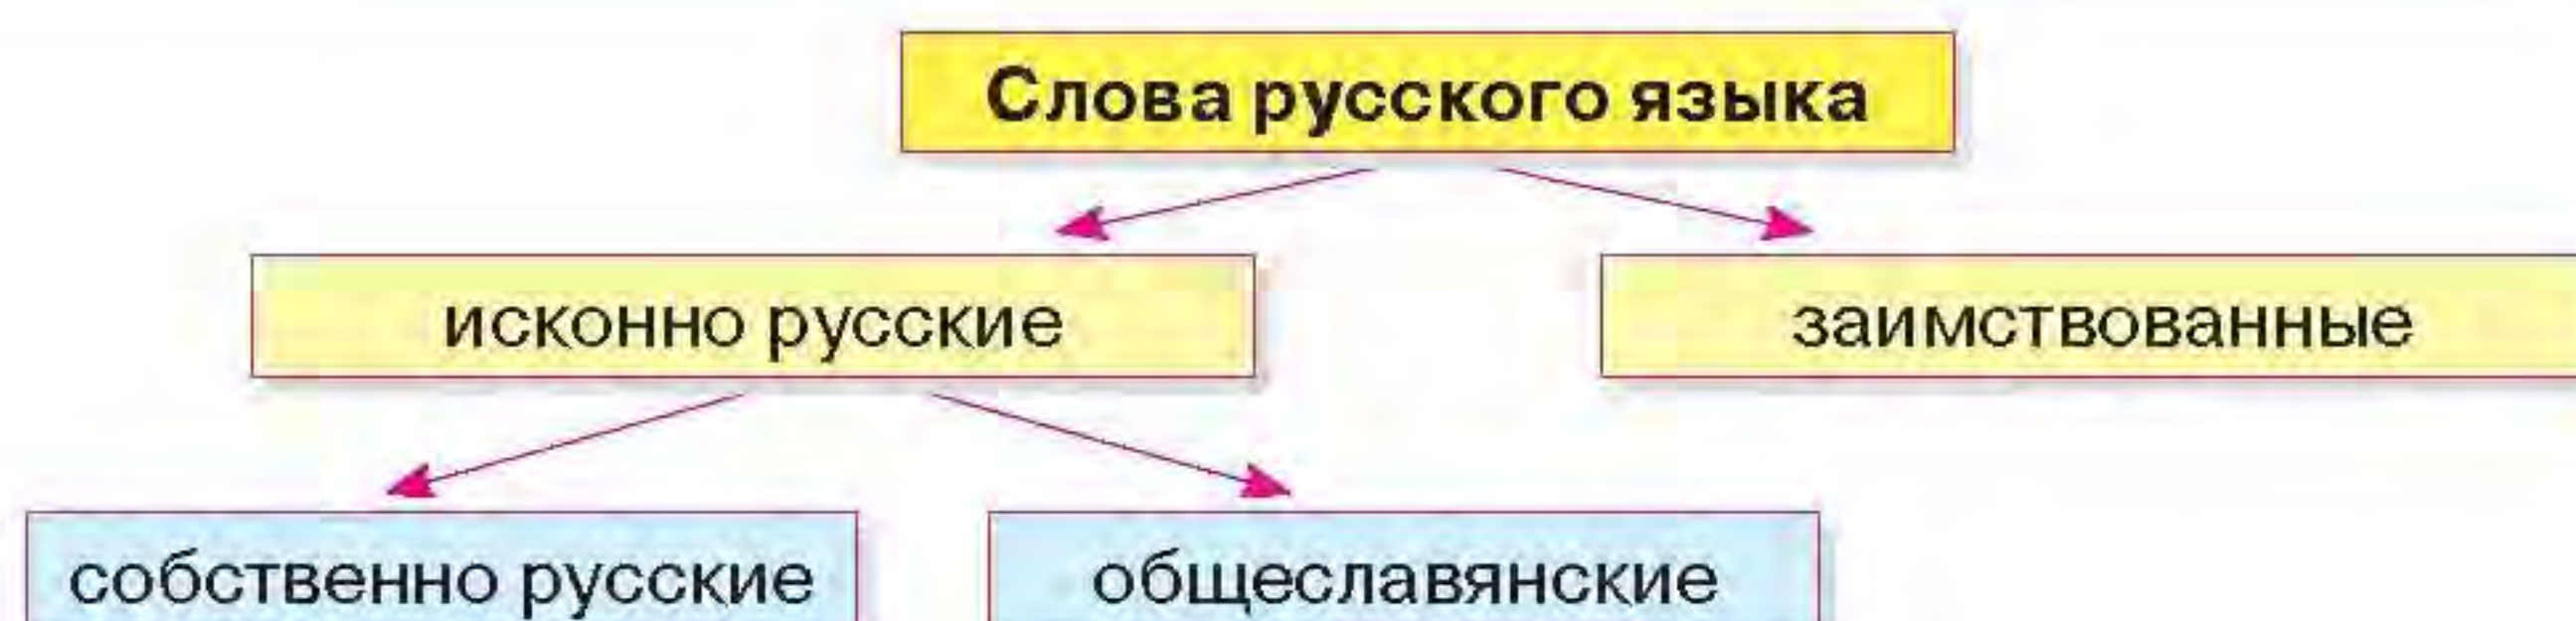 Слова русского языка
исконно русские
заимствованные
собственно русские
общеславянские